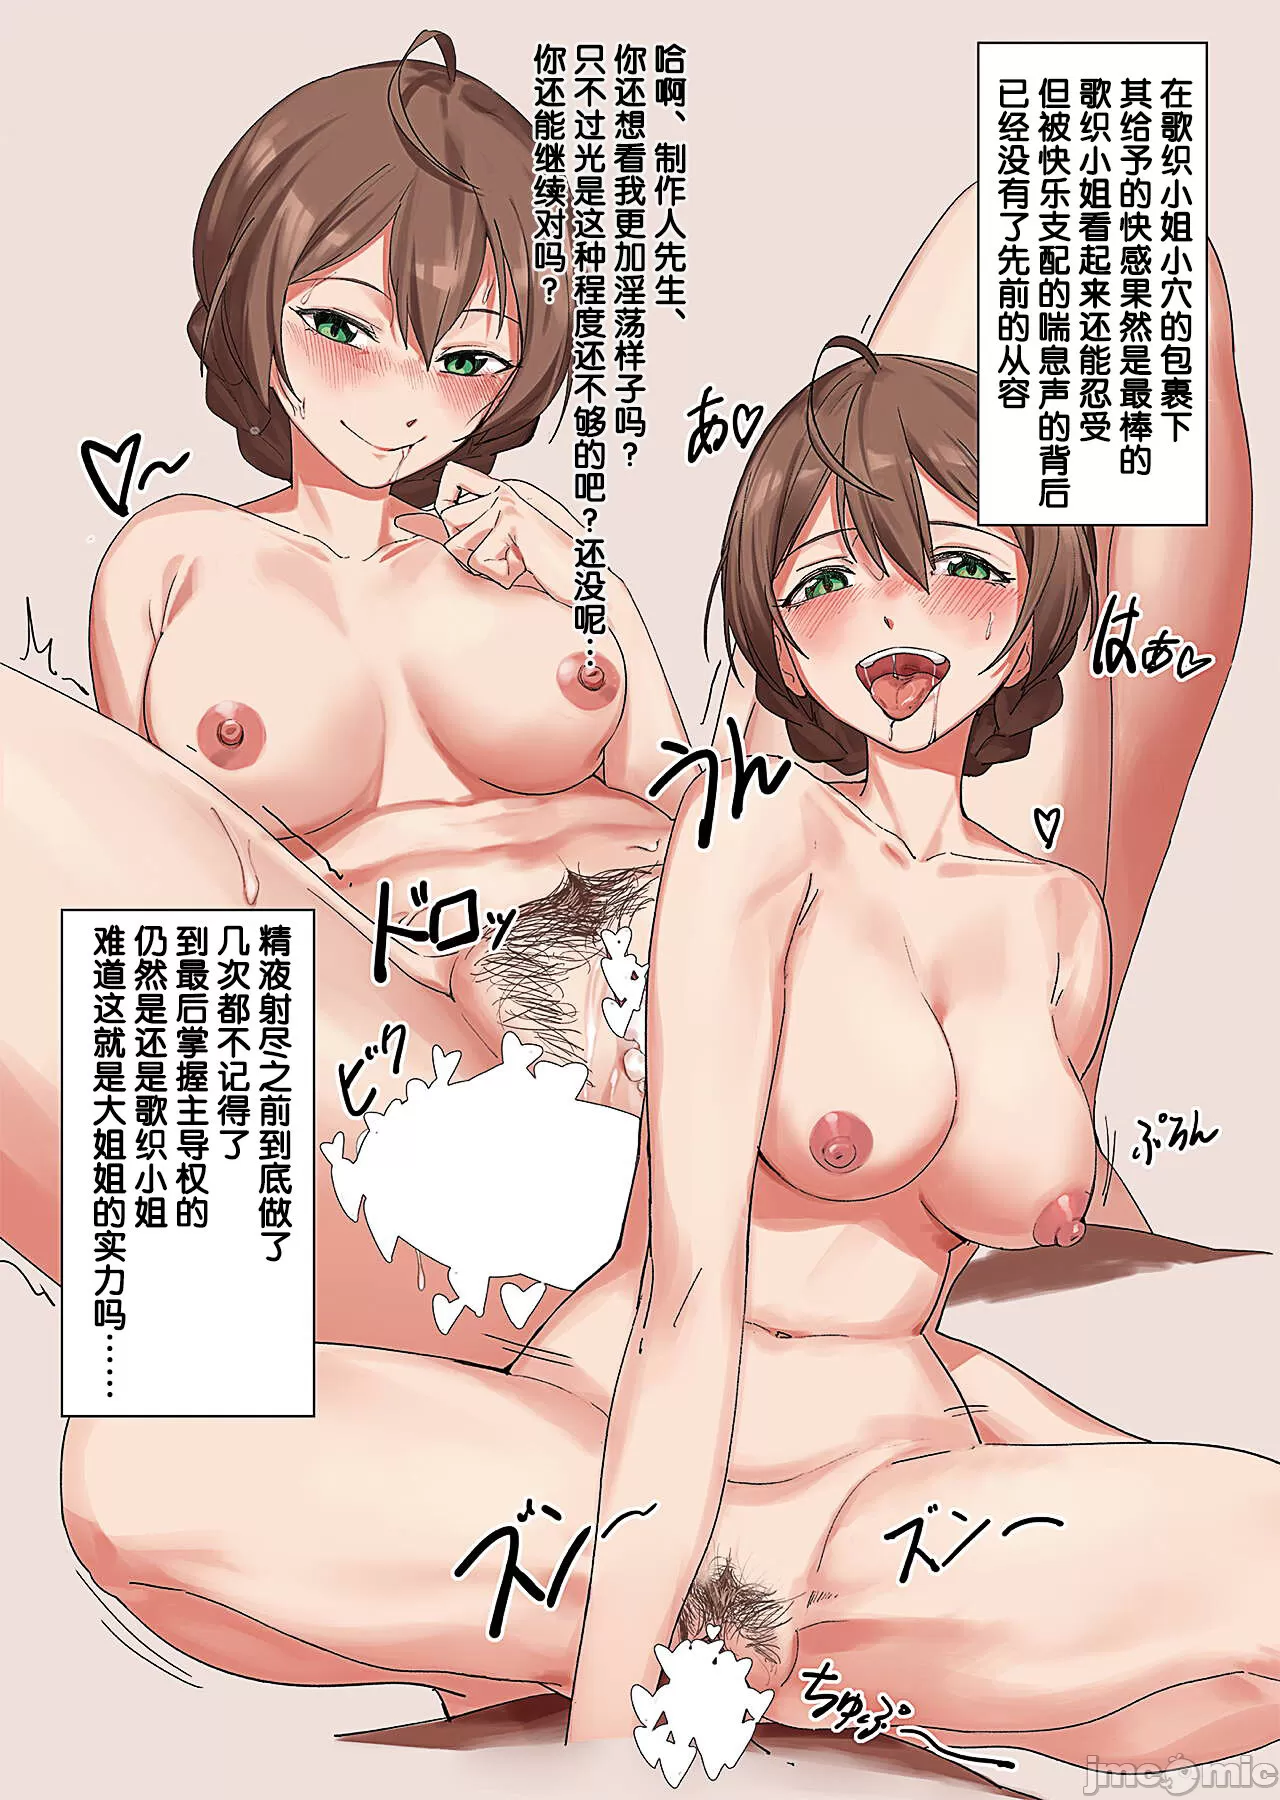 在歌织小姐小穴的包裹下
其给予的快感果然是最棒的
歌织小姐看起来还能忍受
但被快乐支配的喘息声的背后
已经没有了先前的从容
哈啊、制作人先生、
你还想看我更加淫荡样子吗?
只不过光是这种程度还不够的吧?还没呢……
你还能继续对吗?
あ♡
はぁ♡
うん
ドロッ
ビク
ぷろん
精液射尽之前到底做了
几次都不记得了
到最后掌握主导权的
仍然是还是歌织小姐
难道这就是大姐姐的实力吗……
ズン〜
ズンー
ちゅぷ〜
jmcomic